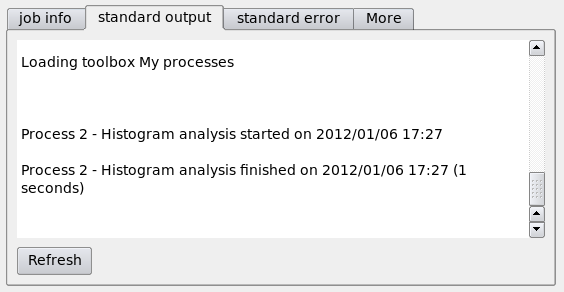 job info
standard output
standard error
More
Loading toolbox My processes
Process 2 - Histogram analysis started on 2012/01/06 17:27
Process 2 - Histogram analysis finished on 2012/01/06 17:27 (1
seconds)
Refresh